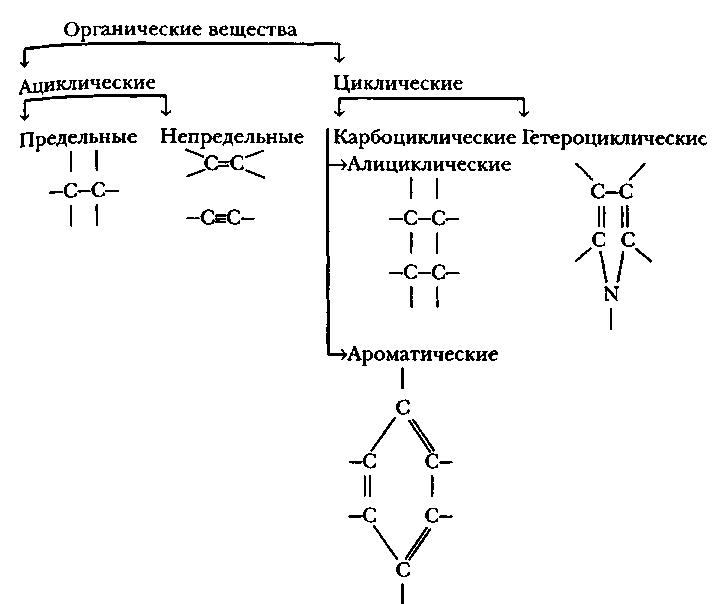 Органические вещества
Ациклические Циклические
Предельные Непредельные Карбоциклические Гетероциклические
Алициклические
–C–C–
C=C
–C≡C–
–C–C–
–C–C–
C–C
C C
N
Ароматические
C
–C C–
–C C–
C